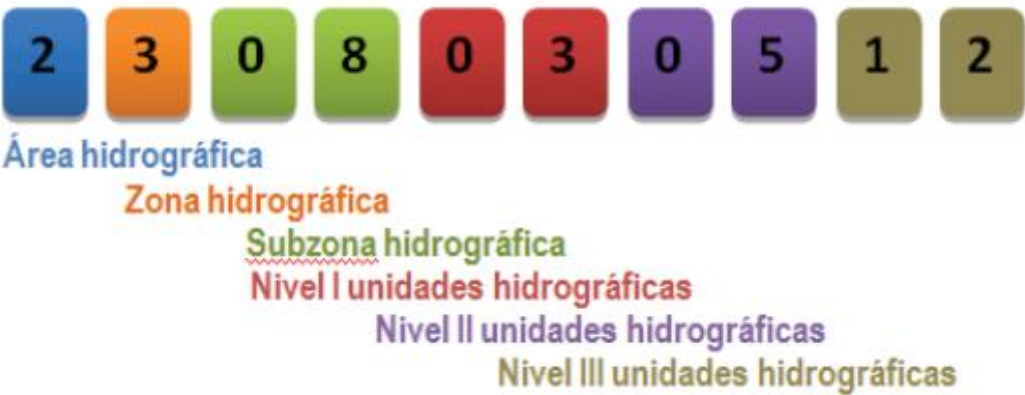 2 3 0 8 0 3 0 5 1 2
Área hidrográfica
Zona hidrográfica
Subzona hidrográfica
Nivel I unidades hidrográficas
Nivel II unidades hidrográficas
Nivel III unidades hidrográficas